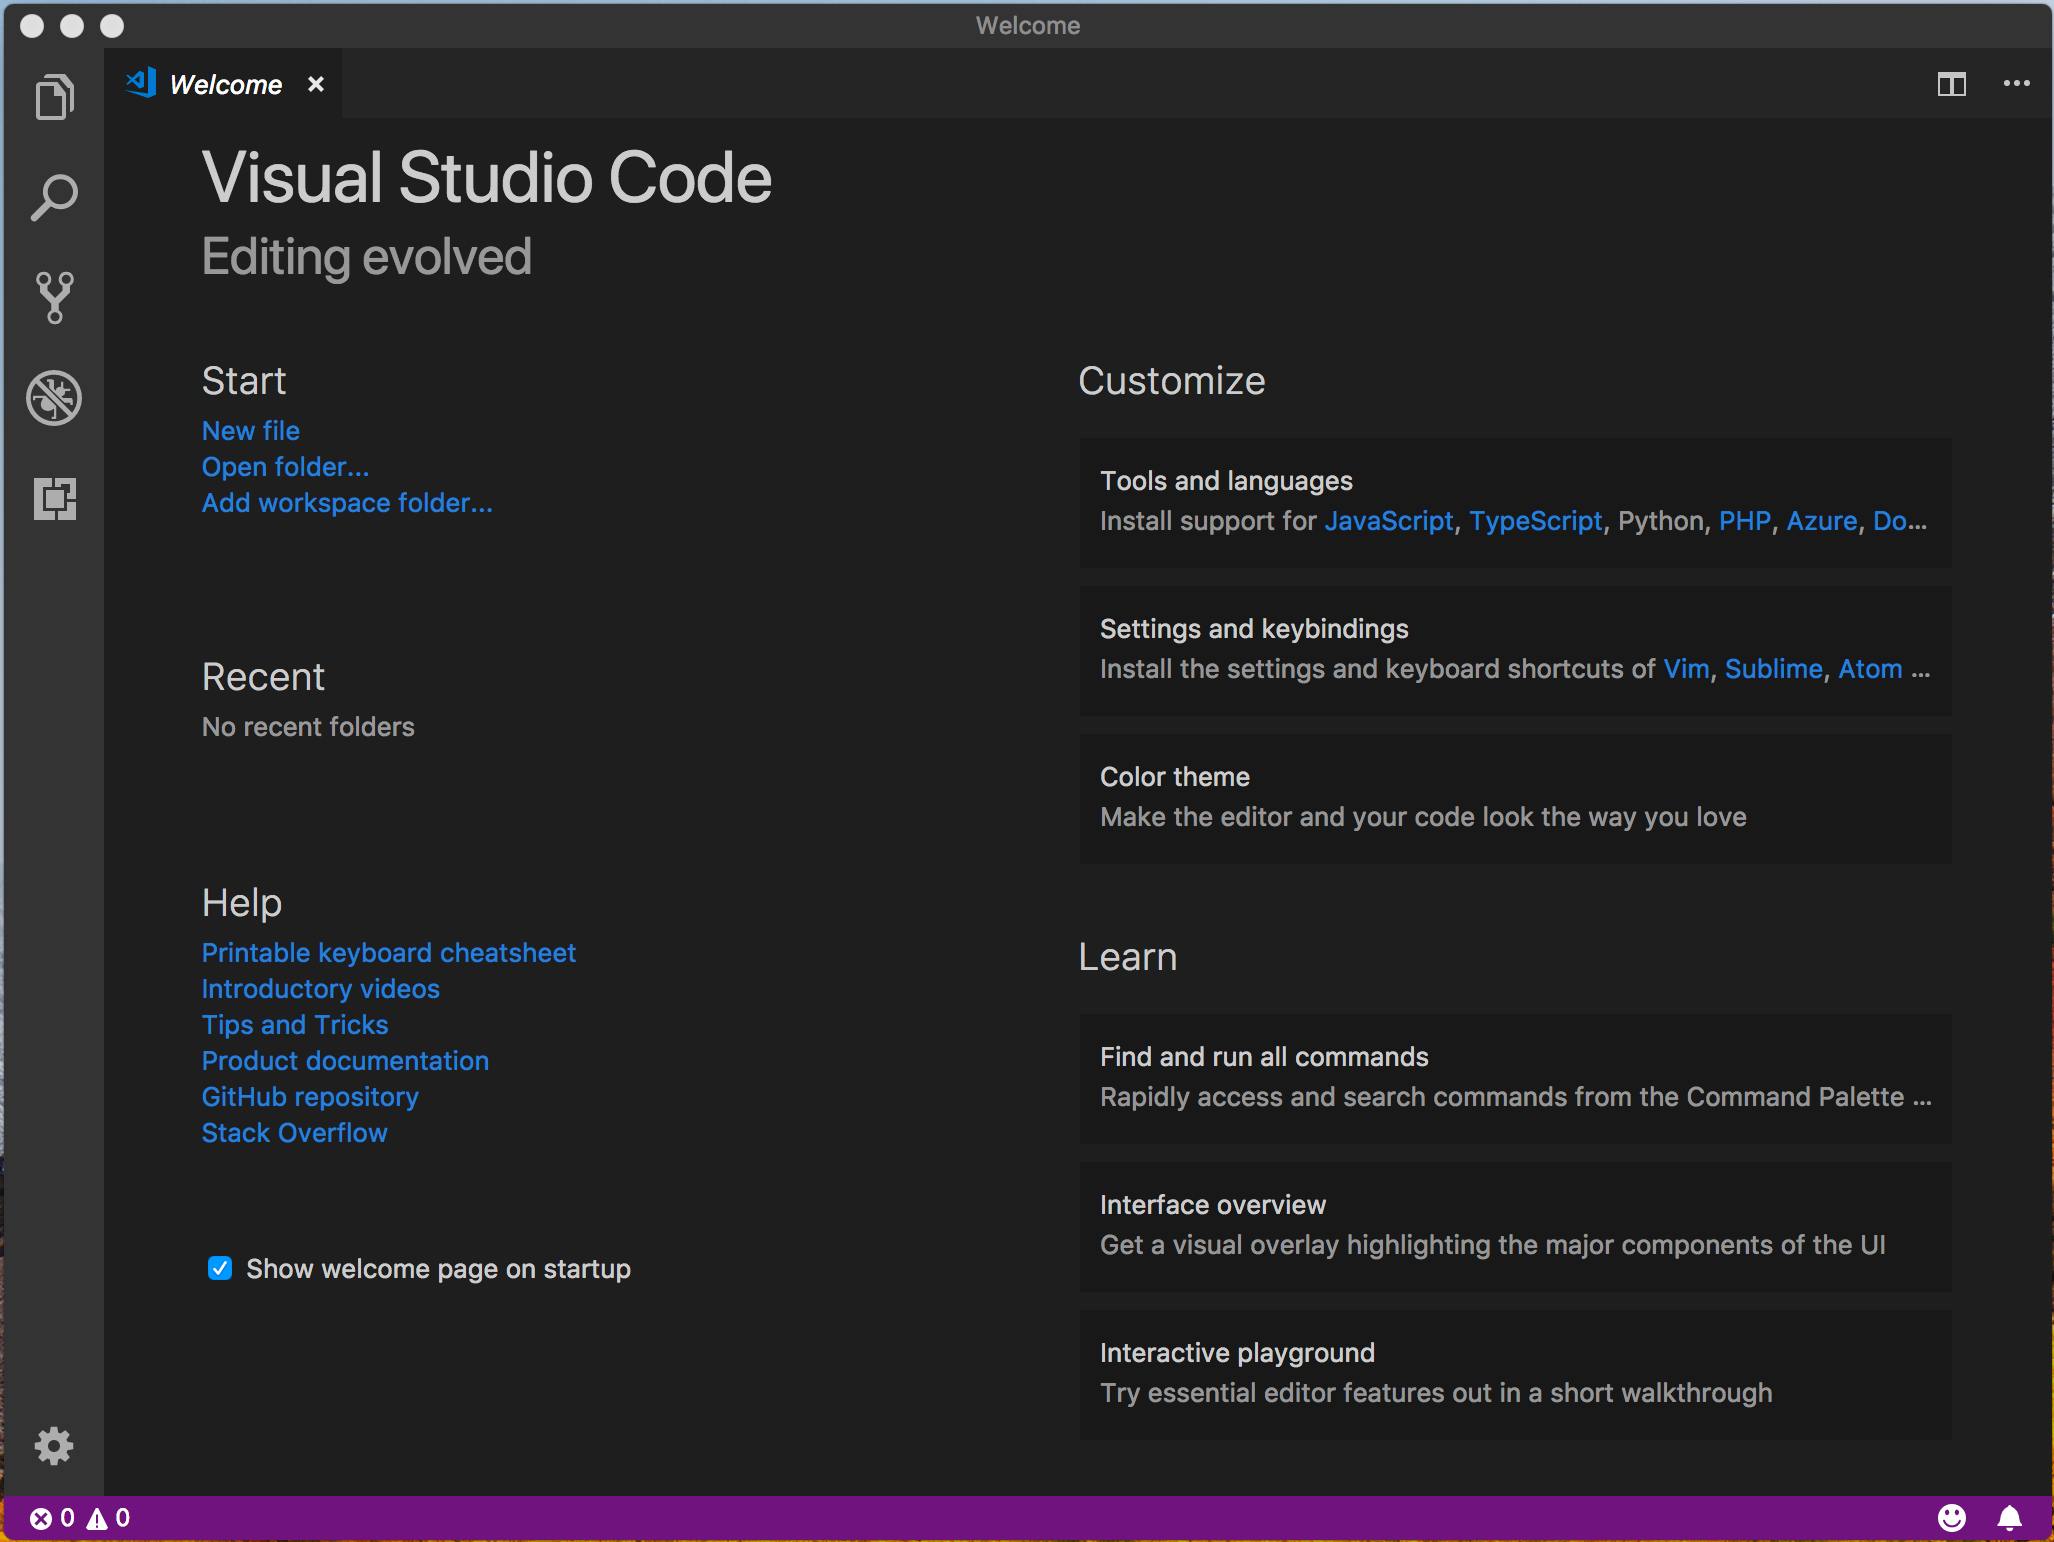 Welcome
Welcome
Visual Studio Code
Editing evolved
Start
New file
Open folder...
Add workspace folder...
Recent
No recent folders
Help
Printable keyboard cheatsheet
Introductory videos
Tips and Tricks
Product documentation
GitHub repository
Stack Overflow
Show welcome page on startup
Customize
Tools and languages
Install support for JavaScript, TypeScript, Python, PHP, Azure, Do...
Settings and keybindings
Install the settings and keyboard shortcuts of Vim, Sublime, Atom ...
Color theme
Make the editor and your code look the way you love
Learn
Find and run all commands
Rapidly access and search commands from the Command Palette ...
Interface overview
Get a visual overlay highlighting the major components of the UI
Interactive playground
Try essential editor features out in a short walkthrough
0 0